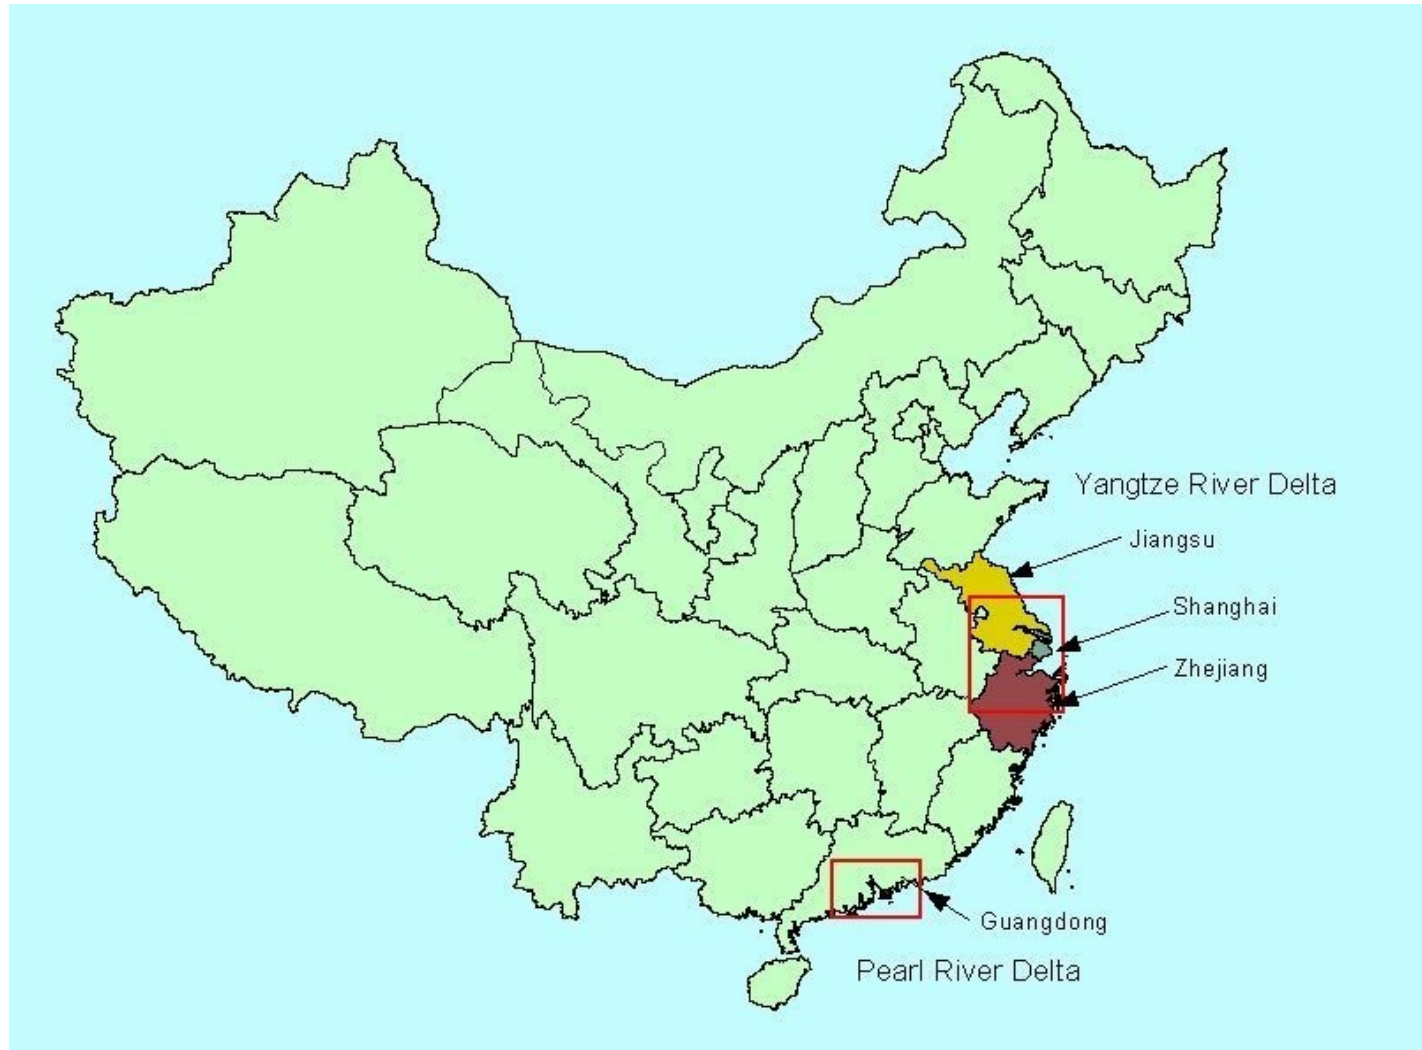 Yangtze River Delta
Jiangsu
Shanghai
Zhejiang
Guangdong
Pearl River Delta